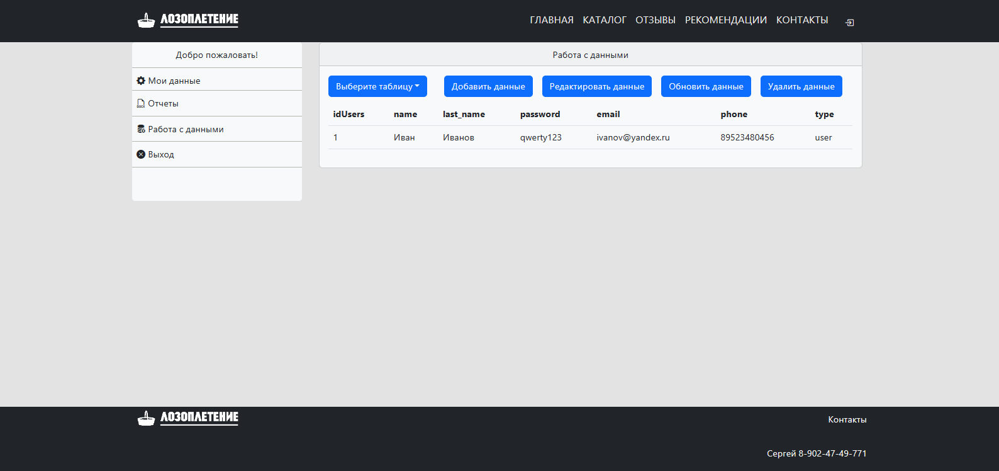 ЛОЗОПЛЕТЕНИЕ
ГЛАВНАЯ КАТАЛОГ ОТЗЫВЫ РЕКОМЕНДАЦИИ КОНТАКТЫ
Добро пожаловать!
Мои данные
DOCX Отчеты
Работа с данными
Выход
Работа с данными
Выберите таблицу Добавить данные Редактировать данные Обновить данные Удалить данные
idUsers name last_name password email phone type
1 Иван Иванов qwerty123 ivanov@yandex.ru 89523480456 user
ЛОЗОПЛЕТЕНИЕ
Контакты
Сергей 8-902-47-49-771